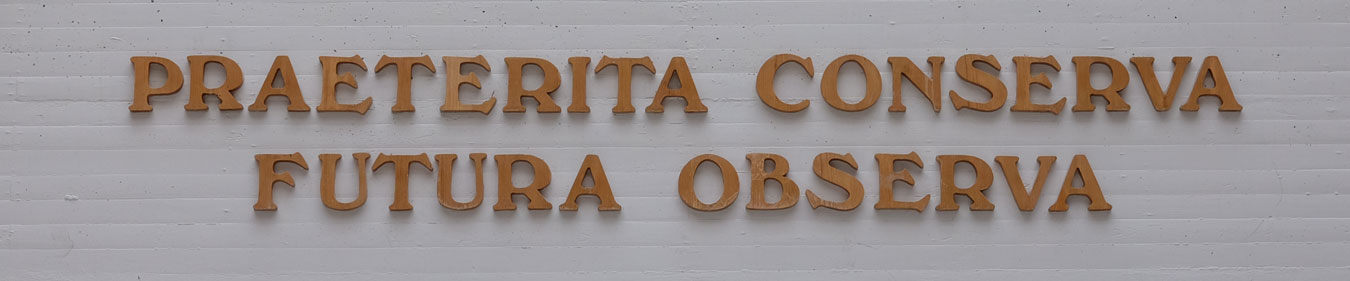 PRAETERITA CONSERVA
FUTURA OBSERVA